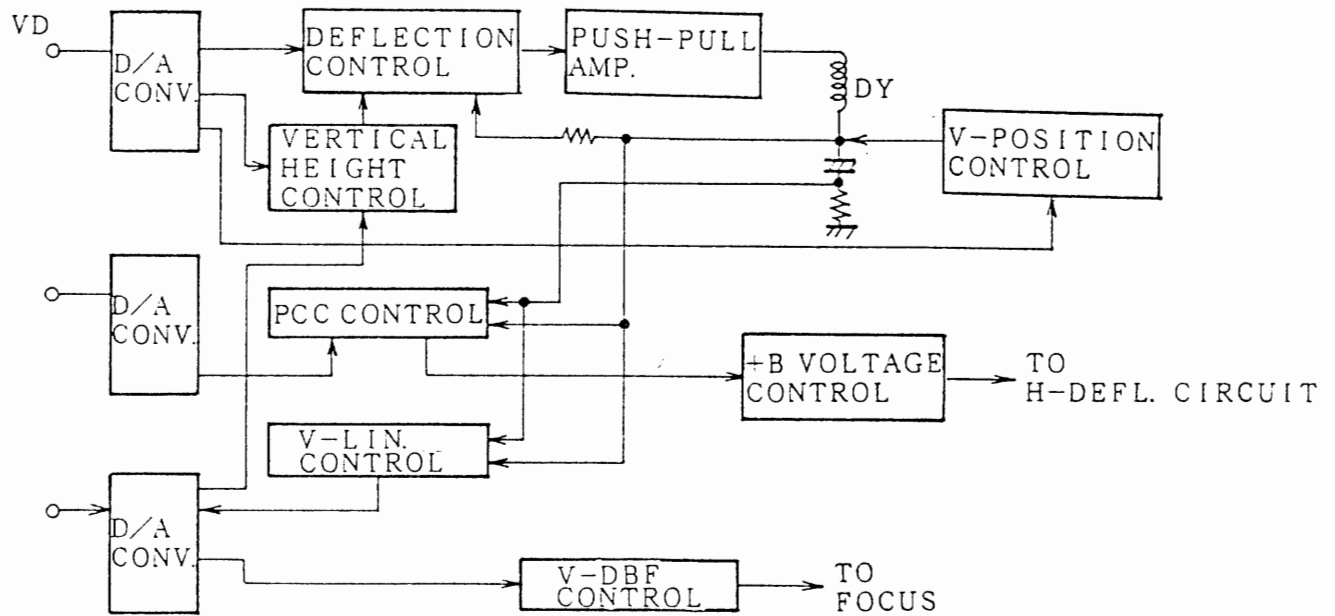 VD
D/A
CONV.
DEFLECTION
CONTROL
PUSH-PULL
AMP.
DY
VERTICAL
HEIGHT
CONTROL
V-POSITION
CONTROL
D/A
CONV.
PCC CONTROL
+B VOLTAGE
CONTROL
TO
H-DEFL. CIRCUIT
V-LIN.
CONTROL
D/A
CONV.
V-DBF
CONTROL
TO
FOCUS